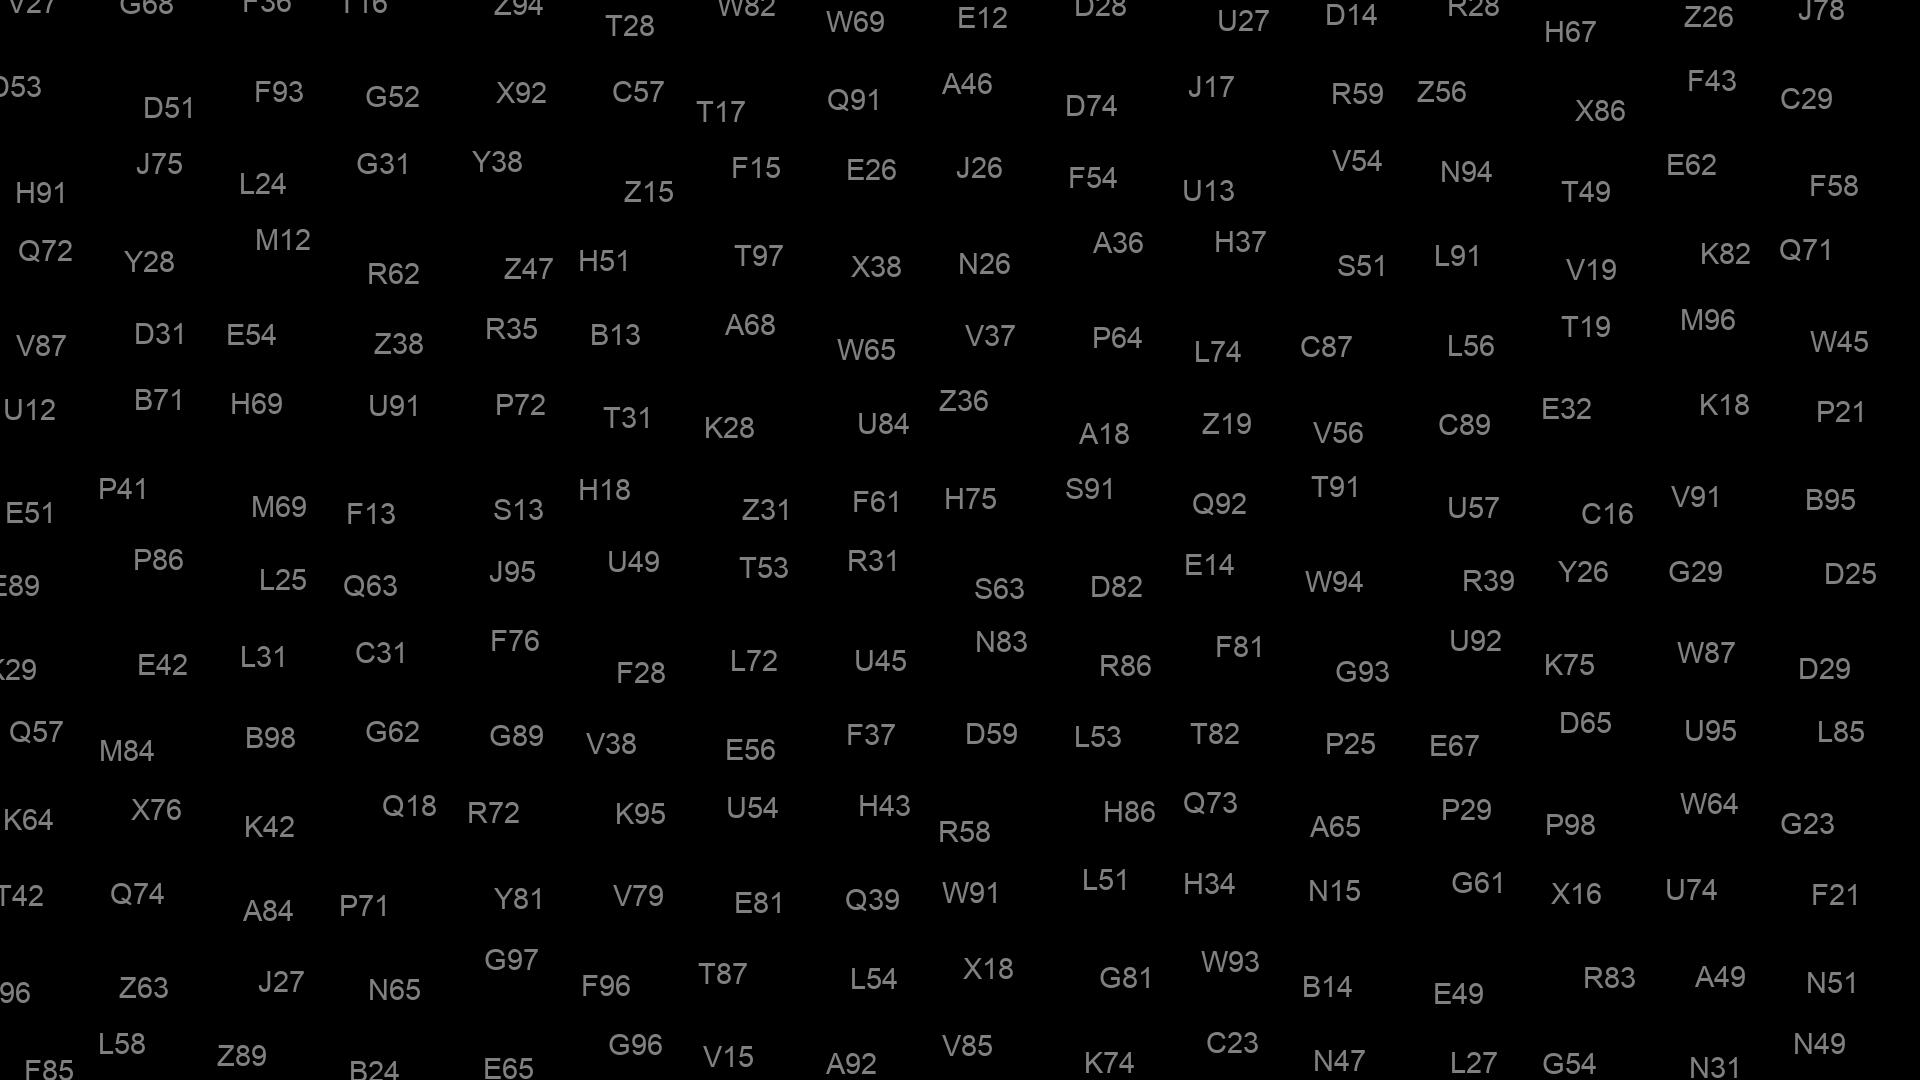 V27 G68 F36 T16 Z94 T28 W82 W69 E12 D28 U27 D14 R28 H67 Z26 J78
D53 D51 F93 G52 X92 C57 T17 Q91 A46 D74 J17 R59 Z56 X86 F43 C29
H91 J75 L24 G31 Y38 Z15 F15 E26 J26 F54 U13 V54 N94 T49 E62 F58
Q72 Y28 M12 R62 Z47 H51 T97 X38 N26 A36 H37 S51 L91 V19 K82 Q71
V87 D31 E54 Z38 R35 B13 A68 W65 V37 P64 L74 C87 L56 T19 M96 W45
U12 B71 H69 U91 P72 T31 K28 U84 Z36 A18 Z19 V56 C89 E32 K18 P21
E51 P41 M69 F13 S13 H18 Z31 F61 H75 S91 Q92 T91 U57 C16 V91 B95
E89 P86 L25 Q63 J95 U49 T53 R31 S63 D82 E14 W94 R39 Y26 G29 D25
K29 E42 L31 C31 F76 F28 L72 U45 N83 R86 F81 G93 U92 K75 W87 D29
Q57 M84 B98 G62 G89 V38 E56 F37 D59 L53 T82 P25 E67 D65 U95 L85
K64 X76 K42 Q18 R72 K95 U54 H43 R58 H86 Q73 A65 P29 P98 W64 G23
T42 Q74 A84 P71 Y81 V79 E81 Q39 W91 L51 H34 N15 G61 X16 U74 F21
96 Z63 J27 N65 G97 F96 T87 L54 X18 G81 W93 B14 E49 R83 A49 N51
F85 L58 Z89 B24 E65 G96 V15 A92 V85 K74 C23 N47 L27 G54 N31 N49